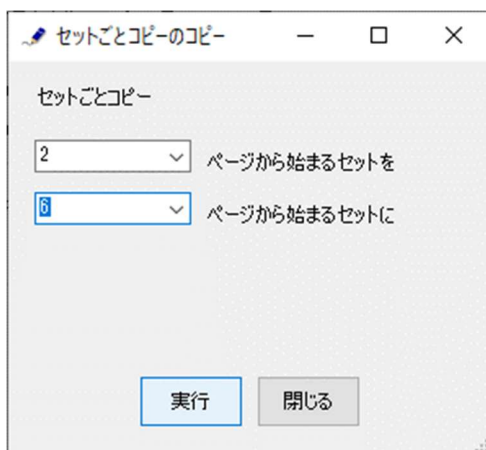 セットごとコピーのコピー
セットごとコピー
2 ページから始まるセットを
6 ページから始まるセットに
実行 閉じる